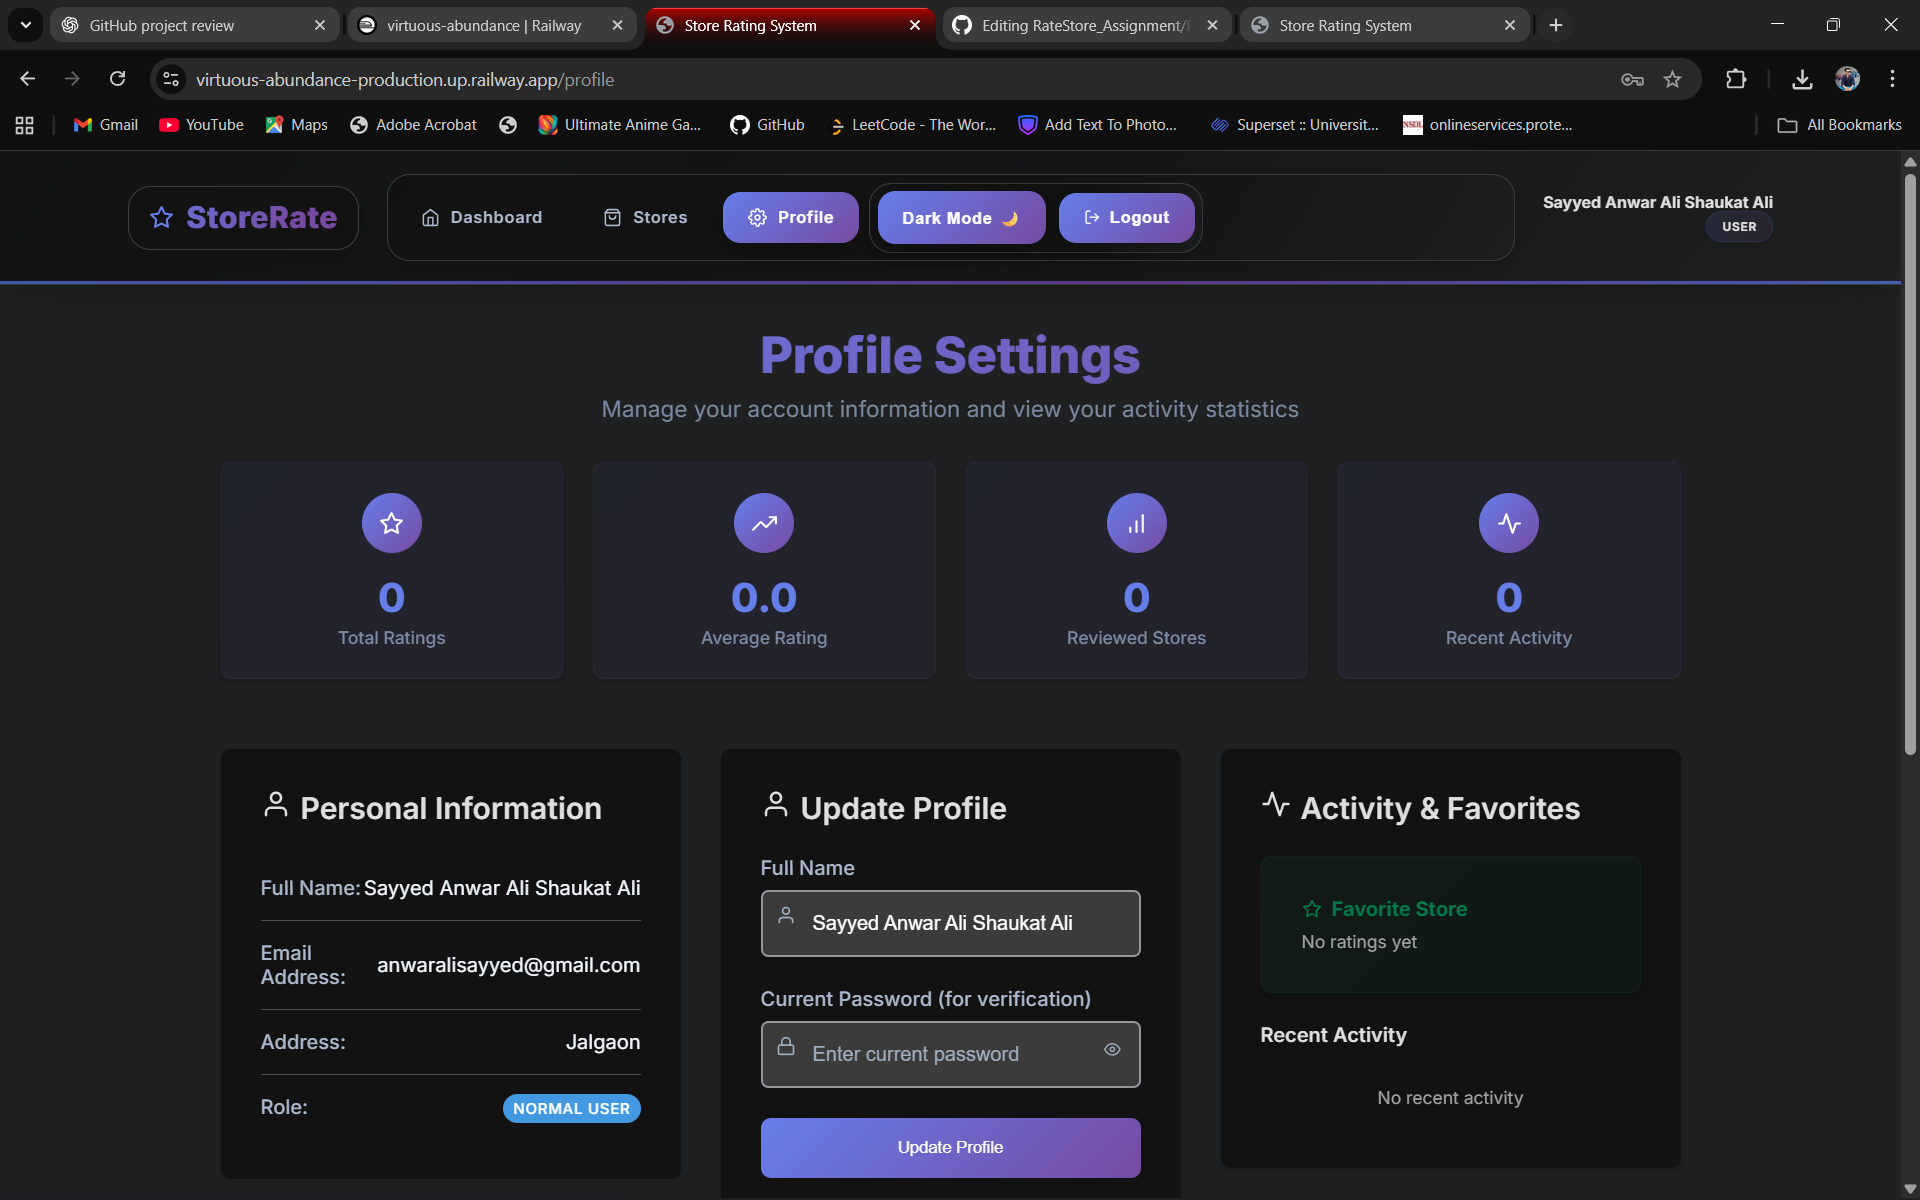 GitHub project review
virtuous-abundance | Railway
Store Rating System
Editing RateStore_Assignment/
Store Rating System
virtuous-abundance-production.up.railway.app/profile
Gmail
YouTube
Maps
Adobe Acrobat
Ultimate Anime Ga...
GitHub
LeetCode - The Wor...
Add Text To Photo...
Superset :: Universit...
NSDL
onlineservices.prote...
All Bookmarks
StoreRate
Dashboard
Stores
Profile
Dark Mode 🌙
Logout
Sayyed Anwar Ali Shaukat Ali
USER
Profile Settings
Manage your account information and view your activity statistics
0
Total Ratings
0.0
Average Rating
0
Reviewed Stores
0
Recent Activity
Personal Information
Full Name: Sayyed Anwar Ali Shaukat Ali
Email
Address:
anwaralisayyed@gmail.com
Address: Jalgaon
Role: NORMAL USER
Update Profile
Full Name
Sayyed Anwar Ali Shaukat Ali
Current Password (for verification)
Enter current password
Update Profile
Activity & Favorites
Favorite Store
No ratings yet
Recent Activity
No recent activity